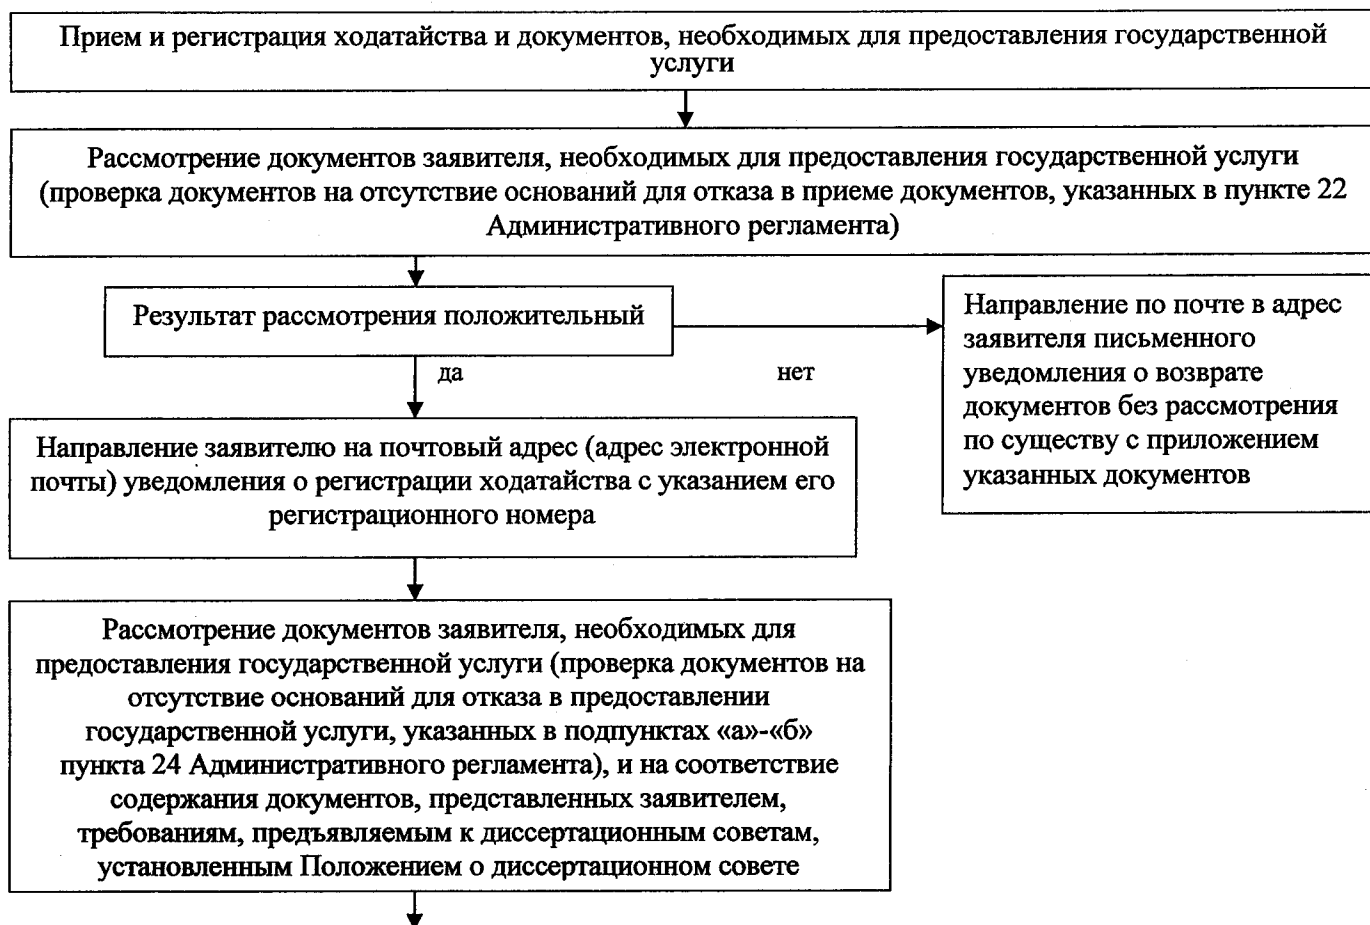 Прием и регистрация ходатайства и документов, необходимых для предоставления государственной
услуги
Рассмотрение документов заявителя, необходимых для предоставления государственной услуги
(проверка документов на отсутствие оснований для отказа в приеме документов, указанных в пункте 22
Административного регламента)
Результат рассмотрения положительный
Направление по почте в адрес
заявителя письменного
уведомления о возврате
документов без рассмотрения
по существу с приложением
указанных документов
да
нет
Направление заявителю на почтовый адрес (адрес электронной
почты) уведомления о регистрации ходатайства с указанием его
регистрационного номера
Рассмотрение документов заявителя, необходимых для
предоставления государственной услуги (проверка документов на
отсутствие оснований для отказа в предоставлении
государственной услуги, указанных в подпунктах «а»-«б»
пункта 24 Административного регламента), и на соответствие
содержания документов, представленных заявителем,
требованиям, предъявляемым к диссертационным советам,
установленным Положением о диссертационном совете